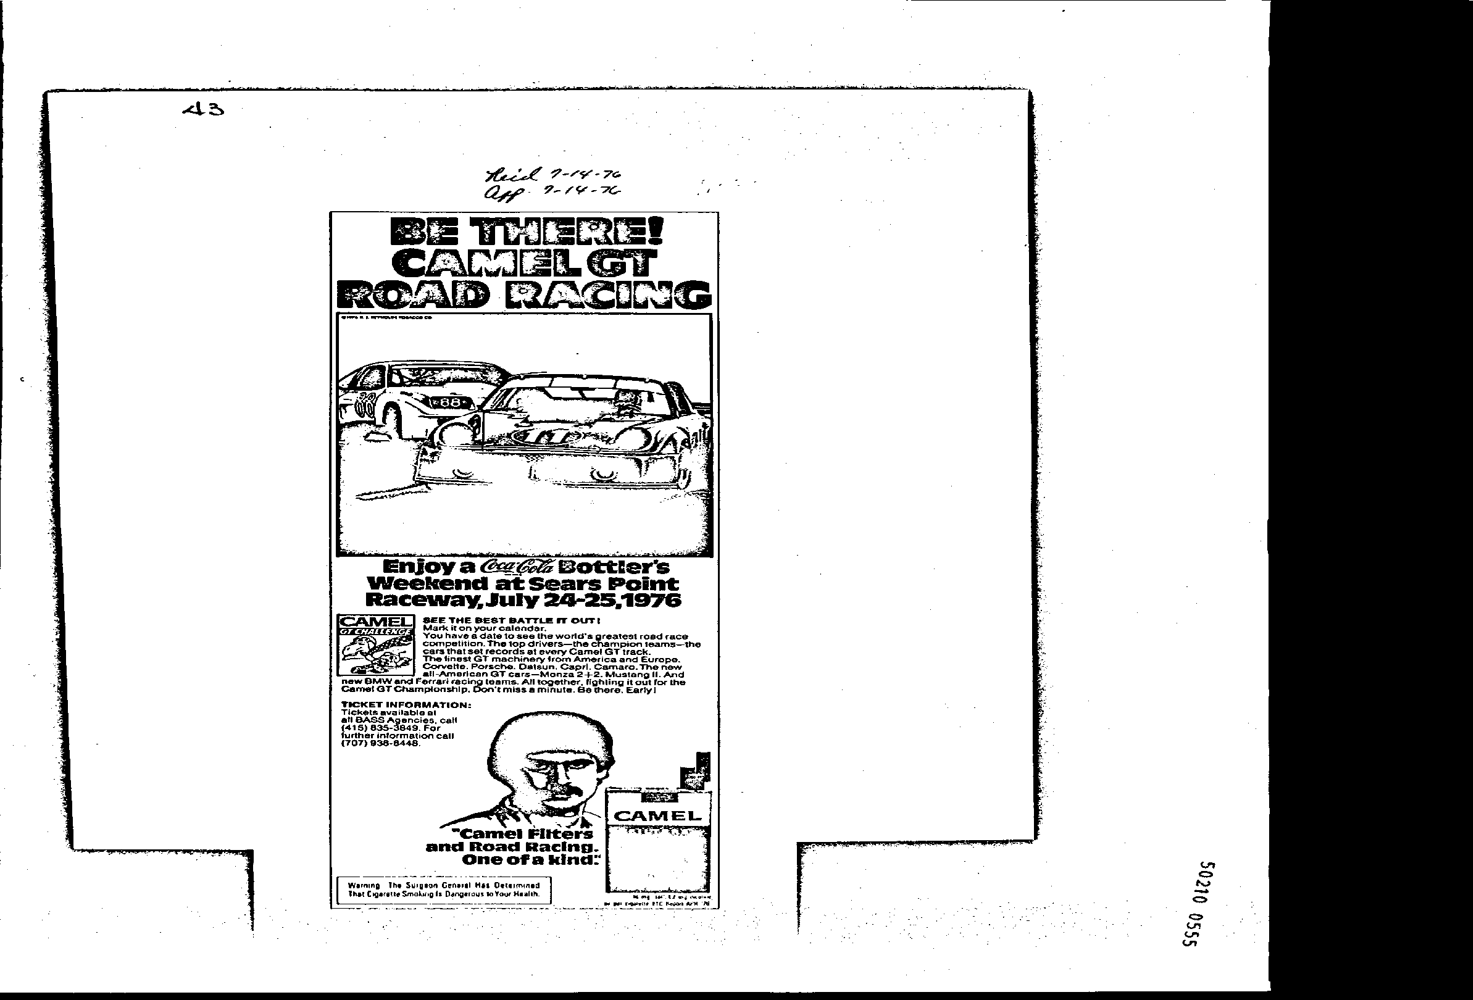 43
Rec'd 7-14-76
App. 7-14-76
BE THERE!
CAMEL GT
ROAD RACING
R. J. REYNOLDS TOBACCO CO.
88
88
GT
Enjoy a Coca-Cola Bottler's
Weekend at Sears Point
Raceway, July 24-25, 1976
CAMEL
GT CHALLENGE
SEE THE BEST BATTLE IT OUT!
Mark it on your calendar.
You have a date to see the world's greatest road race
competition. The top drivers—the champion teams—the
cars that set records at every Camel GT track.
The finest GT machinery from America and Europe.
Corvette. Porsche. Datsun. Capri. Camaro. The new
all-American GT cars—Monza 2+2. Mustang II. And
new BMW and Ferrari racing teams. All together, fighting it out for the
Camel GT Championship. Don't miss a minute. Be there. Early!
TICKET INFORMATION:
Tickets available at
all BASS Agencies, call
(415) 835-3849. For
further information call
(707) 938-8448.
CAMEL
"Camel Filters
and Road Racing.
One of a kind."
Warning: The Surgeon General Has Determined
That Cigarette Smoking Is Dangerous to Your Health.
per cigarette FTC Report
50210 0555